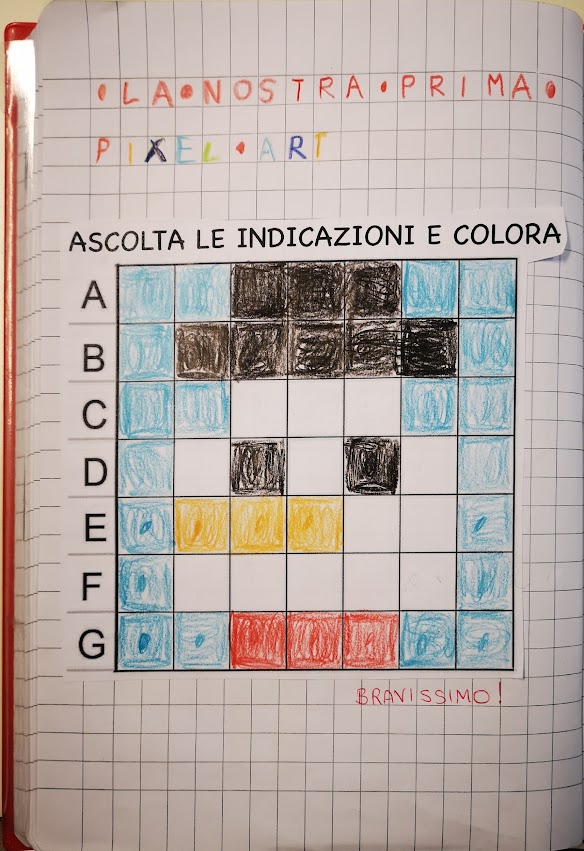 •LA•NOSTRA•PRIMA•
PIXEL•ART
ASCOLTA LE INDICAZIONI E COLORA
A
B
C
D
E
F
G
BRAVISSIMO!